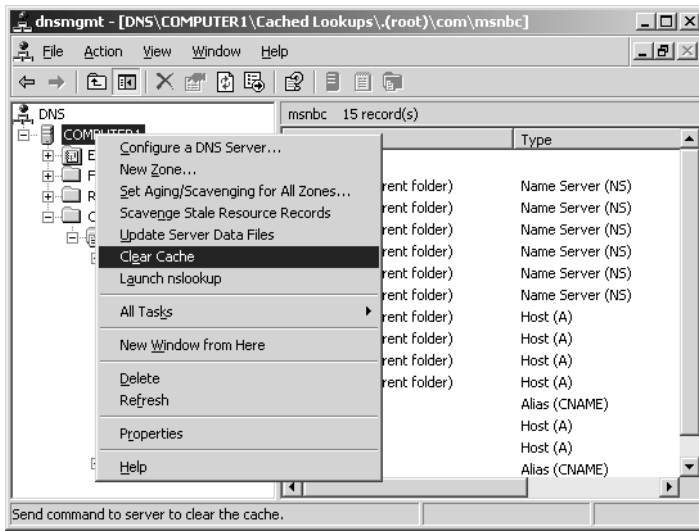 dnsmgmt - [DNS\COMPUTER1\Cached Lookups\.(root)\com\msnbc]
File Action View Window Help
DNS
msnbc 15 record(s)
COMPUTER1
Type
E
F
R
C
Configure a DNS Server...
New Zone...
Set Aging/Scavenging for All Zones...
Scavenge Stale Resource Records
Update Server Data Files
Clear Cache
Launch nslookup
All Tasks
New Window from Here
Delete
Refresh
Properties
Help
rent folder) Name Server (NS)
rent folder) Name Server (NS)
rent folder) Name Server (NS)
rent folder) Name Server (NS)
rent folder) Name Server (NS)
rent folder) Name Server (NS)
rent folder) Host (A)
rent folder) Host (A)
rent folder) Host (A)
rent folder) Host (A)
Alias (CNAME)
Host (A)
Host (A)
Alias (CNAME)
Send command to server to clear the cache.